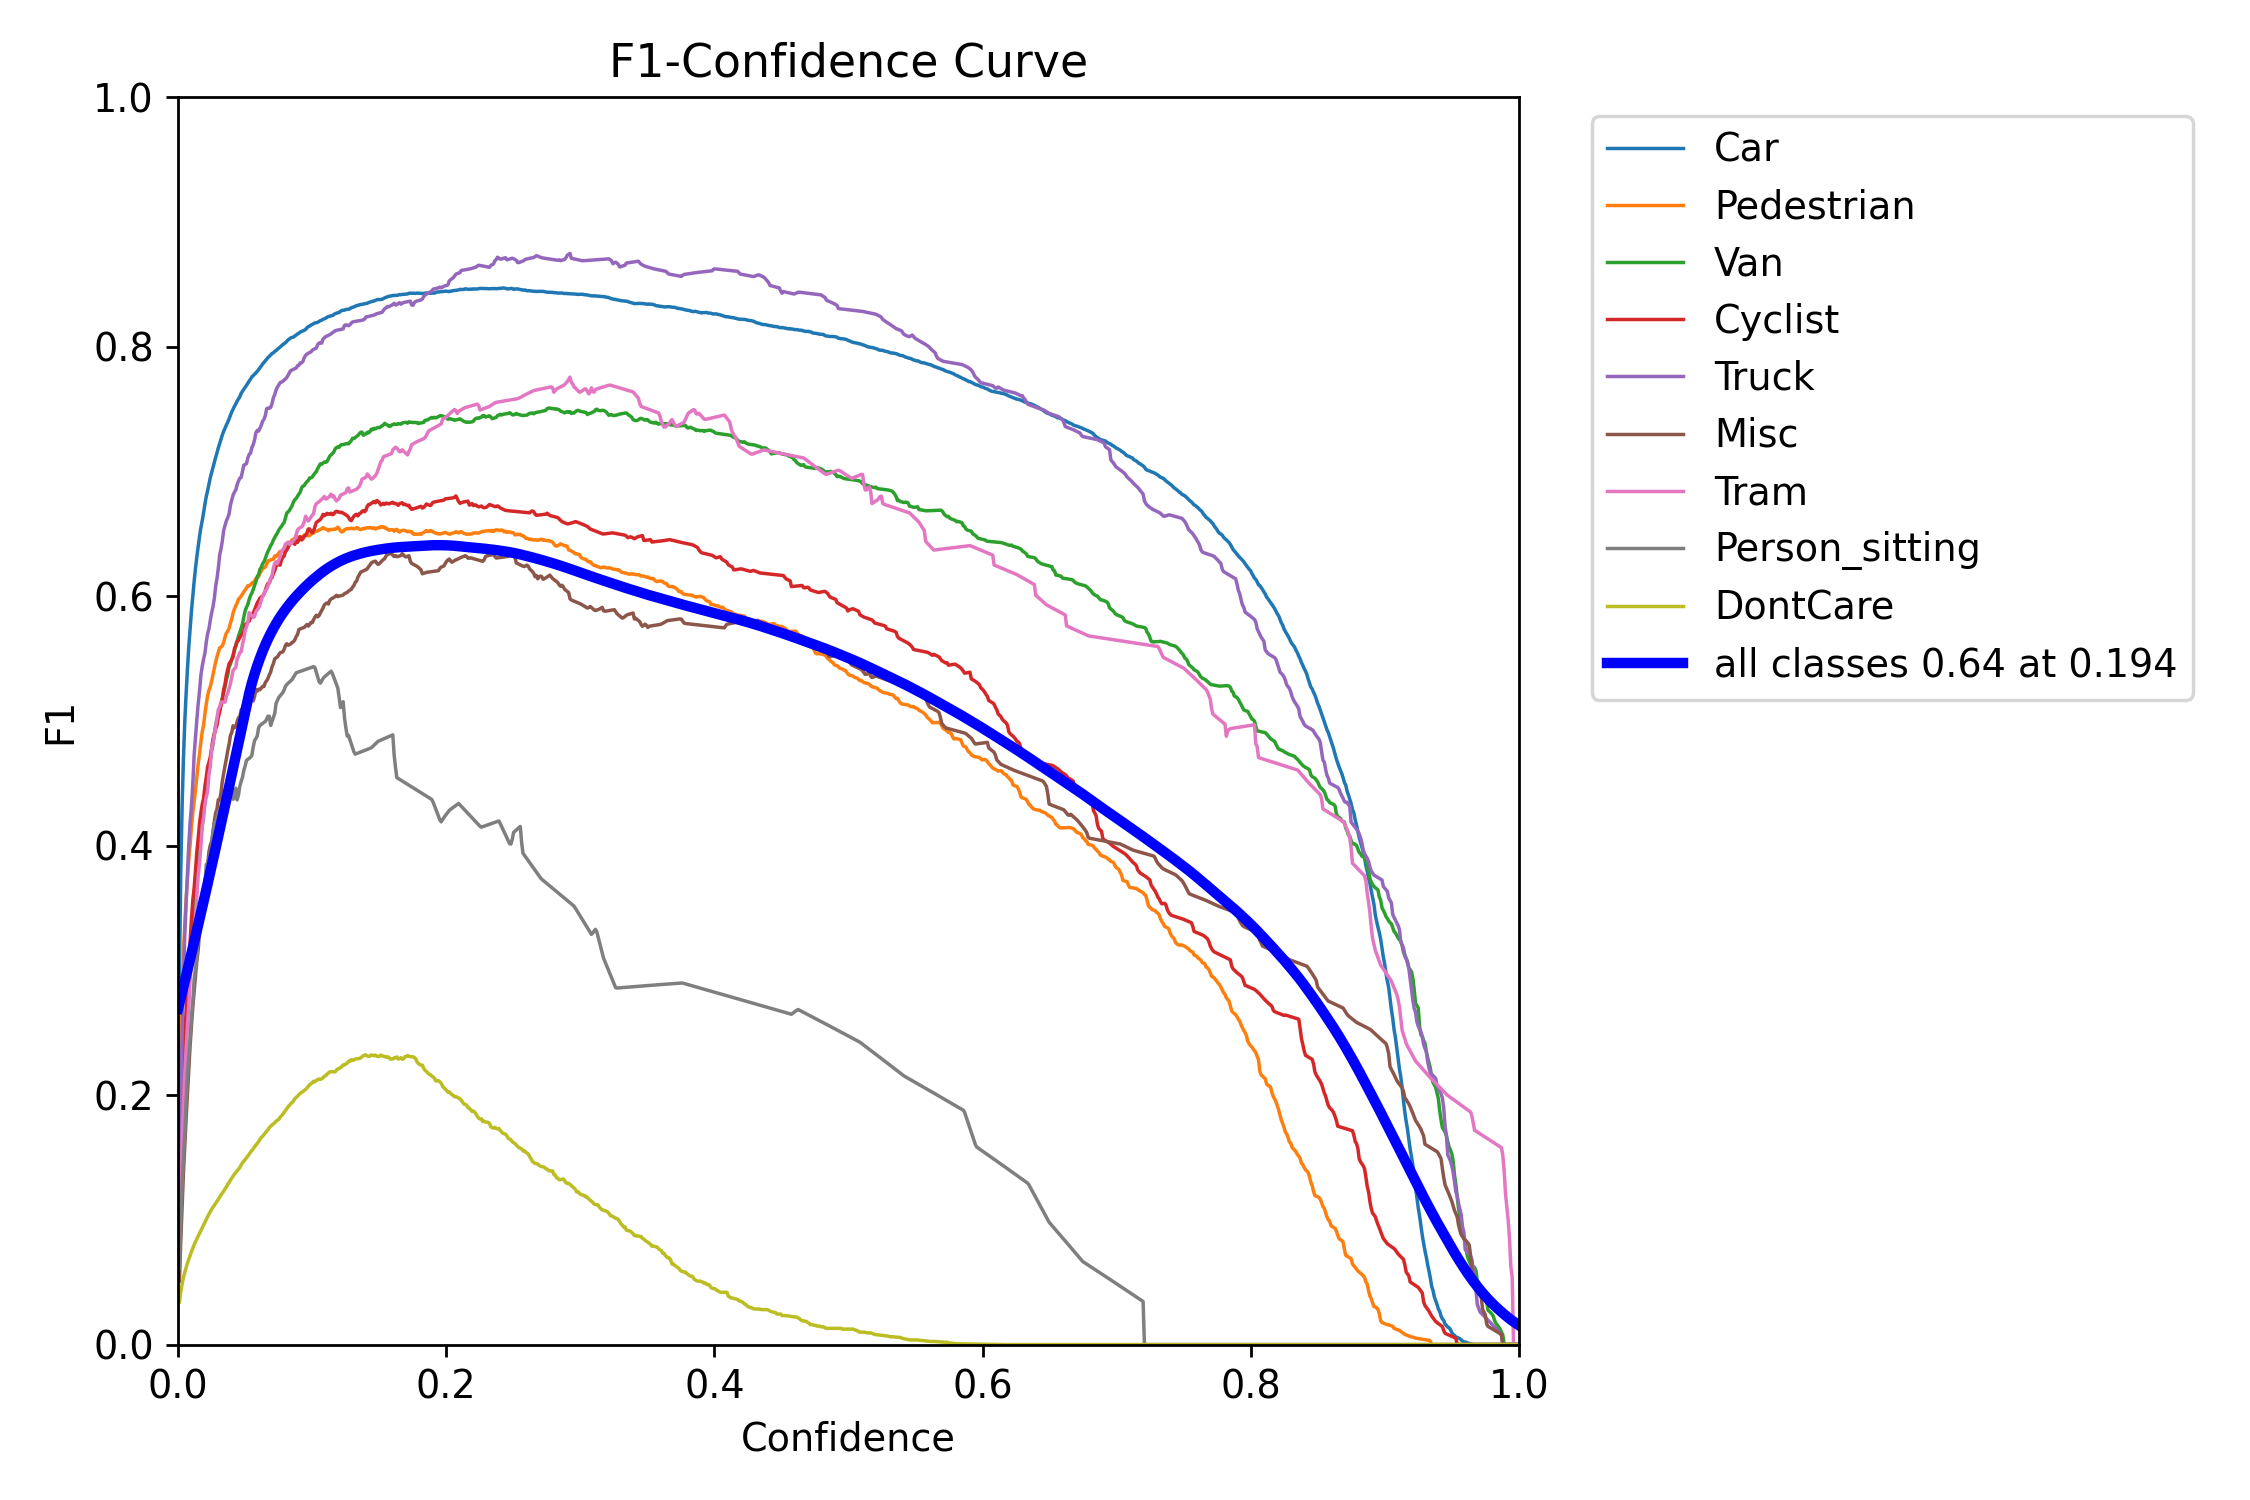 F1-Confidence Curve
1.0
0.8
0.6
0.4
0.2
0.0
F1
0.0 0.2 0.4 0.6 0.8 1.0
Confidence
Car
Pedestrian
Van
Cyclist
Truck
Misc
Tram
Person_sitting
DontCare
all classes 0.64 at 0.194